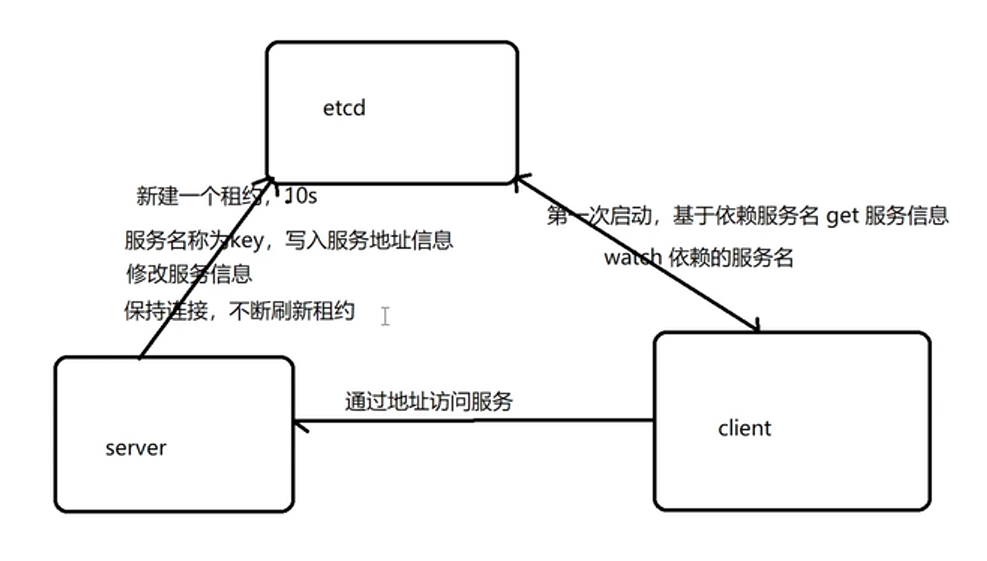 etcd
新建一个租约，10s
服务名称为key，写入服务地址信息
修改服务信息
保持连接，不断刷新租约
第一次启动，基于依赖服务名 get 服务信息
watch 依赖的服务名
通过地址访问服务
server
client